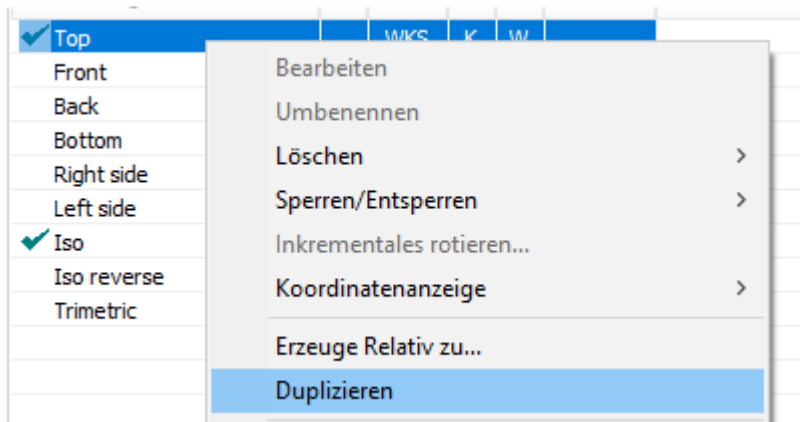 Top WKS K W
Front
Back
Bottom
Right side
Left side
Iso
Iso reverse
Trimetric
Bearbeiten
Umbenennen
Löschen
Sperren/Entsperren
Inkrementales rotieren...
Koordinatenanzeige
Erzeuge Relativ zu...
Duplizieren